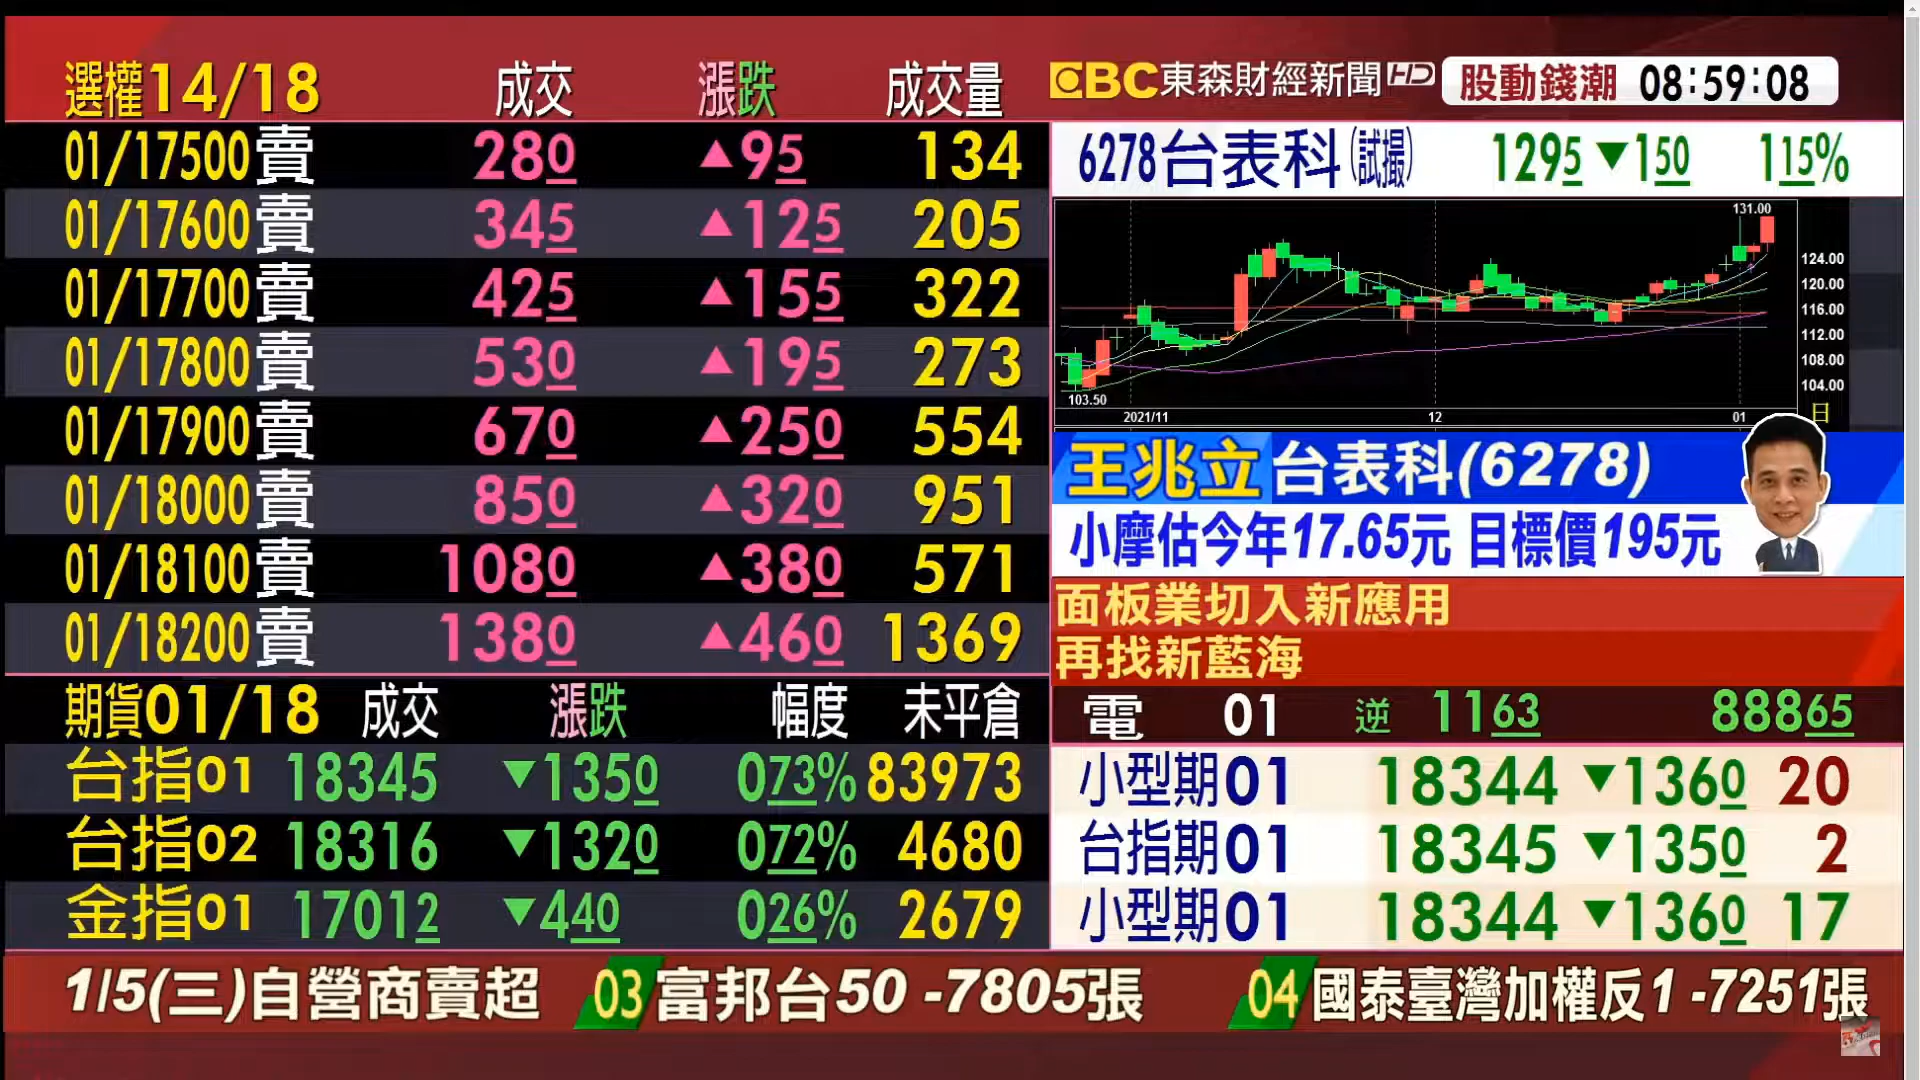 選權14/18 成交 漲跌 成交量
01/17500賣 280 ▲95 134
01/17600賣 345 ▲125 205
01/17700賣 425 ▲155 322
01/17800賣 530 ▲195 273
01/17900賣 670 ▲250 554
01/18000賣 850 ▲320 951
01/18100賣 1080 ▲380 571
01/18200賣 1380 ▲460 1369
期貨01/18 成交 漲跌 幅度 未平倉
台指01 18345 ▼1350 073% 83973
台指02 18316 ▼1320 072% 4680
金指01 17012 ▼440 026% 2679
EBC東森財經新聞HD 股動錢潮 08:59:08
6278台表科(試撮) 1295 ▼150 115%
131.00
124.00
120.00
116.00
112.00
108.00
104.00
103.50
2021/11 12 01 日
王兆立 台表科(6278)
小摩估今年17.65元 目標價195元
面板業切入新應用
再找新藍海
電 01 逆 1163 88865
小型期01 18344 ▼1360 20
台指期01 18345 ▼1350 2
小型期01 18344 ▼1360 17
1/5(三)自營商賣超 03 富邦台50 -7805張 04 國泰臺灣加權反1 -7251張